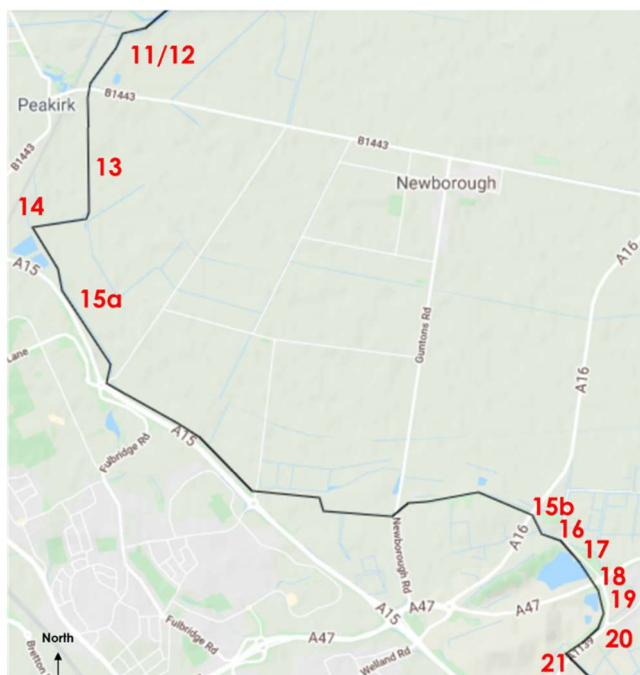 11/12
B1443
Peakirk
B1443
B1443
13
Newborough
14
A15
A16
15a
Guntons Rd
Lane
A16
A15
Fulbridge Rd
15b
A16
16
Newborough Rd
17
18
A47
A47
19
A15
Fulbridge Rd
A47
20
North
Welland Rd
A1139
21
Bretton